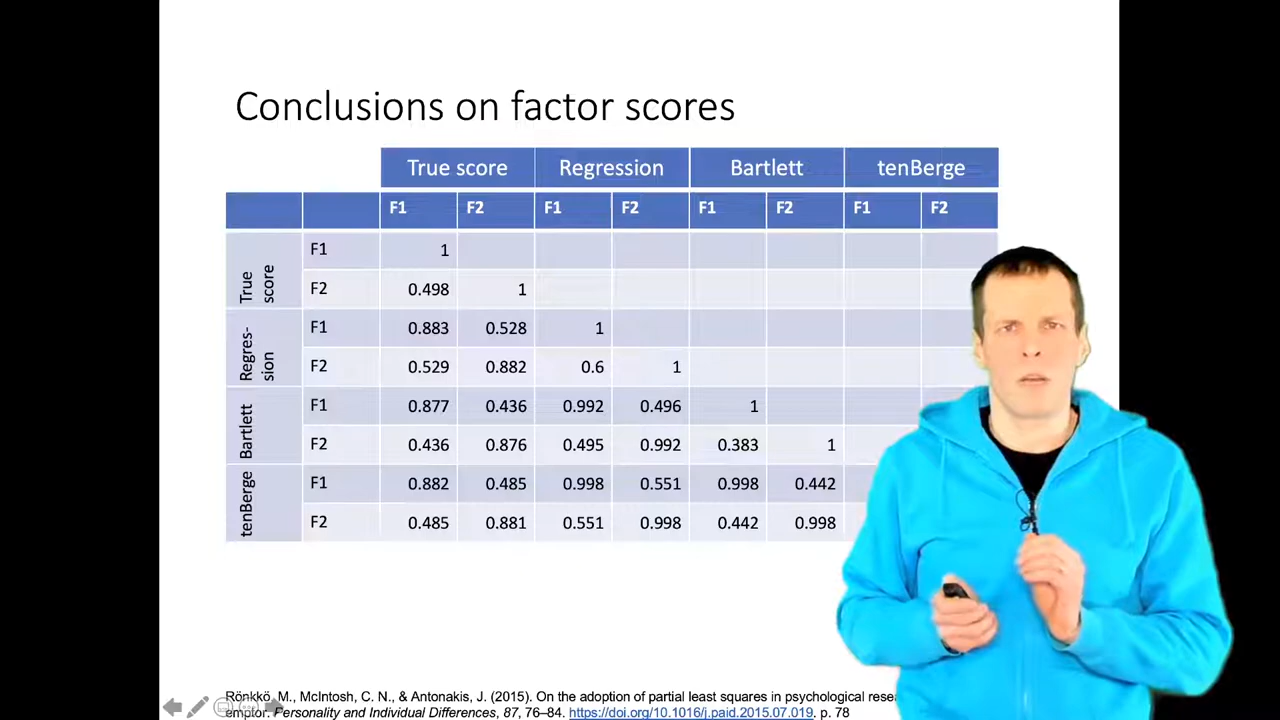 Conclusions on factor scores
True score Regression Bartlett tenBerge
F1 F2 F1 F2 F1 F2 F1 F2
True score
F1 1
F2 0.498 1
Regres-sion
F1 0.883 0.528 1
F2 0.529 0.882 0.6 1
Bartlett
F1 0.877 0.436 0.992 0.496 1
F2 0.436 0.876 0.495 0.992 0.383 1
tenBerge
F1 0.882 0.485 0.998 0.551 0.998 0.442
F2 0.485 0.881 0.551 0.998 0.442 0.998
Rönkkö, M., McIntosh, C. N., & Antonakis, J. (2015). On the adoption of partial least squares in psychological
emptor. Personality and Individual Differences, 87, 76–84. https://doi.org/10.1016/j.paid.2015.07.019. p. 78